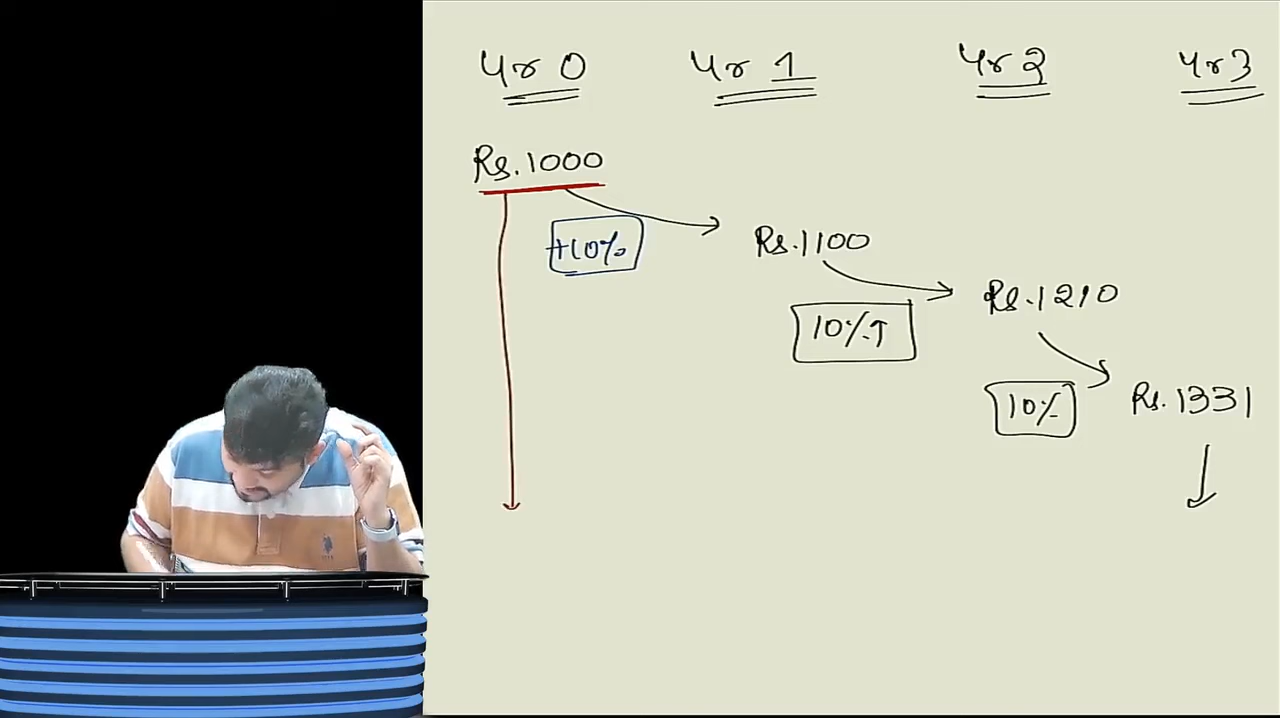 Yr 0 Yr 1 Yr 2 Yr 3
Rs.1000
+10%
Rs.1100
10%↑
Rs.1210
10%
Rs.1331